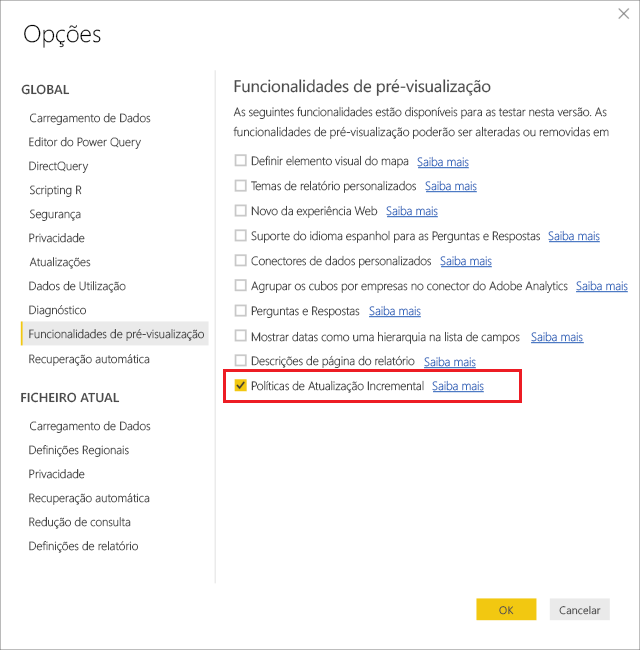 Opções
GLOBAL
Carregamento de Dados
Editor do Power Query
DirectQuery
Scripting R
Segurança
Privacidade
Atualizações
Dados de Utilização
Diagnóstico
Funcionalidades de pré-visualização
Recuperação automática
FICHEIRO ATUAL
Carregamento de Dados
Definições Regionais
Privacidade
Recuperação automática
Redução de consulta
Definições de relatório
Funcionalidades de pré-visualização
As seguintes funcionalidades estão disponíveis para as testar nesta versão. As
funcionalidades de pré-visualização poderão ser alteradas ou removidas em
Definir elemento visual do mapa Saiba mais
Temas de relatório personalizados Saiba mais
Novo da experiência Web Saiba mais
Suporte do idioma espanhol para as Perguntas e Respostas Saiba mais
Conectores de dados personalizados Saiba mais
Agrupar os cubos por empresas no conector do Adobe Analytics Saiba mais
Perguntas e Respostas Saiba mais
Mostrar datas como uma hierarquia na lista de campos Saiba mais
Descrições de página do relatório Saiba mais
Políticas de Atualização Incremental Saiba mais
OK
Cancelar